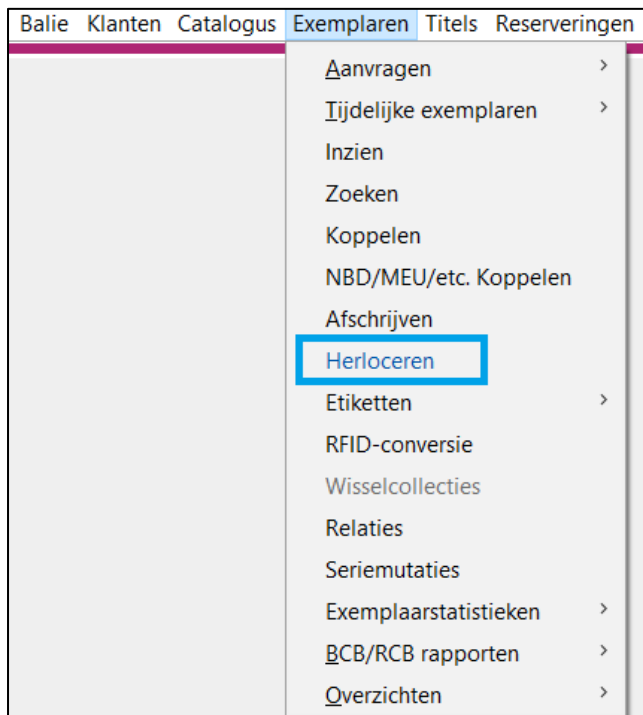 Balie Klanten Catalogus Exemplaren Titels Reserveringen
Aanvragen
Tijdelijke exemplaren
Inzien
Zoeken
Koppelen
NBD/MEU/etc. Koppelen
Afschrijven
Herloceren
Etiketten
RFID-conversie
Wisselcollecties
Relaties
Seriemutaties
Exemplaarstatistieken
BCB/RCB rapporten
Overzichten